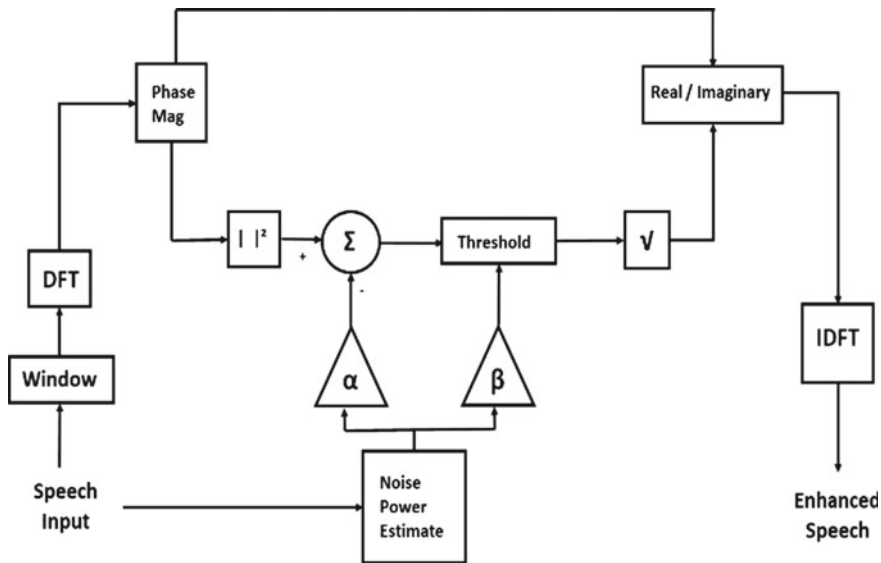 Phase
Mag
Real / Imaginary
| |²
+
Σ
-
Threshold
√
DFT
Window
α
β
IDFT
Speech
Input
Noise
Power
Estimate
Enhanced
Speech